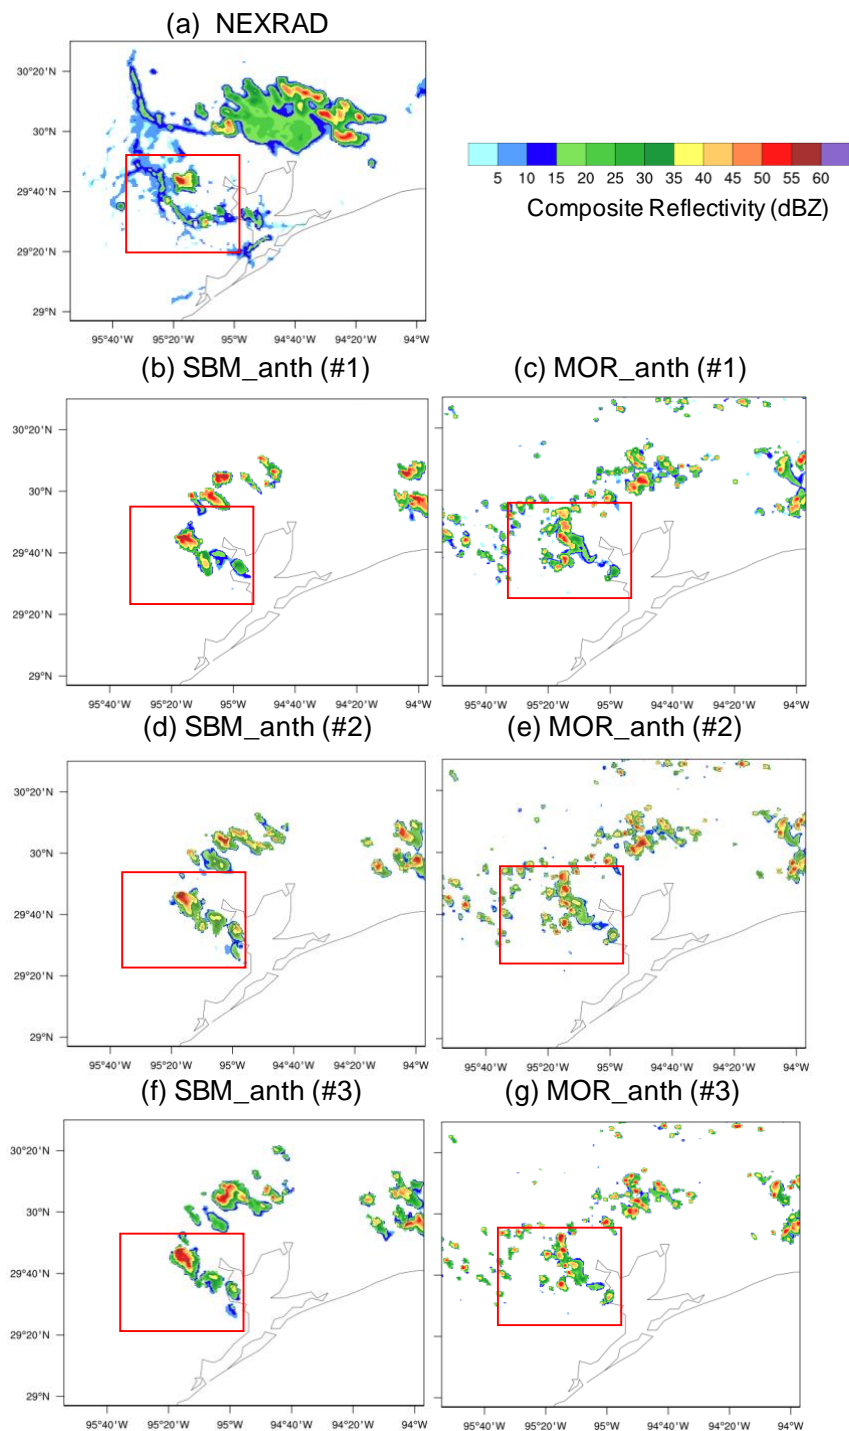 (a) NEXRAD
30°20'N
30°N
29°40'N
29°20'N
29°N
95°40'W 95°20'W 95°W 94°40'W 94°20'W 94°W
5 10 15 20 25 30 35 40 45 50 55 60
Composite Reflectivity (dBZ)
(b) SBM_anth (#1) (c) MOR_anth (#1)
30°20'N
30°N
29°40'N
29°20'N
29°N
95°40'W 95°20'W 95°W 94°40'W 94°20'W 94°W 95°40'W 95°20'W 95°W 94°40'W 94°20'W 94°W
(d) SBM_anth (#2) (e) MOR_anth (#2)
30°20'N
30°N
29°40'N
29°20'N
29°N
95°40'W 95°20'W 95°W 94°40'W 94°20'W 94°W 95°40'W 95°20'W 95°W 94°40'W 94°20'W 94°W
(f) SBM_anth (#3) (g) MOR_anth (#3)
30°20'N
30°N
29°40'N
29°20'N
29°N
95°40'W 95°20'W 95°W 94°40'W 94°20'W 94°W 95°40'W 95°20'W 95°W 94°40'W 94°20'W 94°W